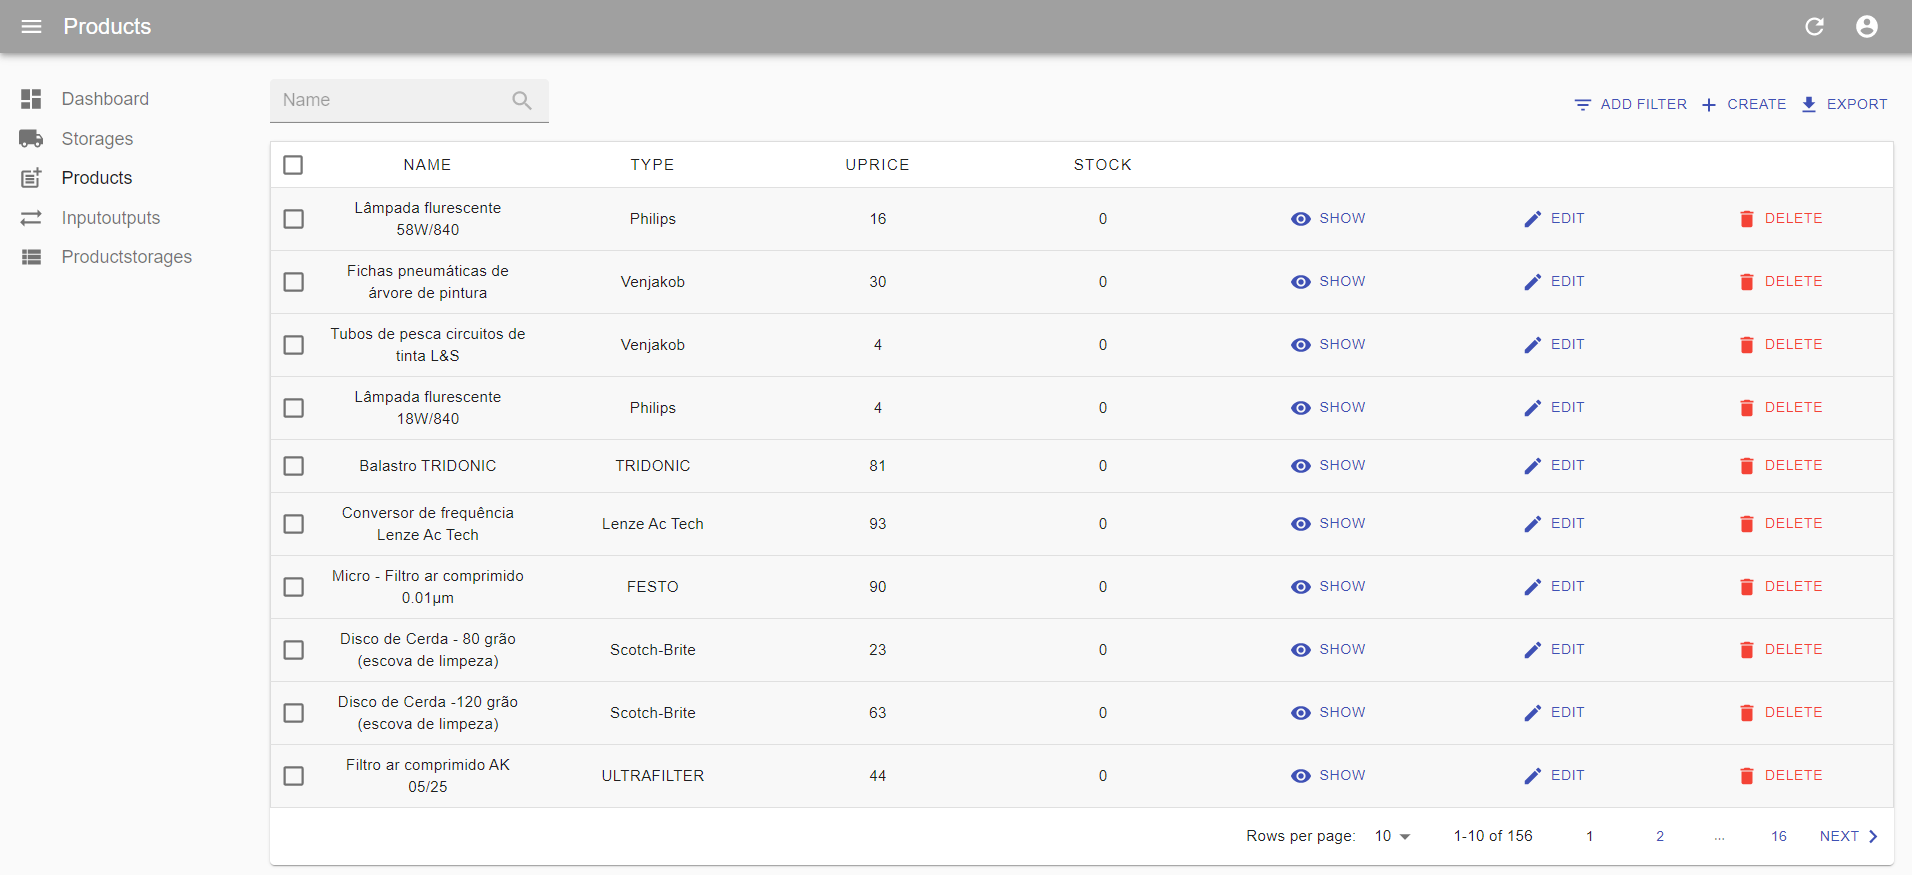 Products
Dashboard
Storages
Products
Inputoutputs
Productstorages
Name
ADD FILTER CREATE EXPORT
NAME TYPE UPRICE STOCK
Lâmpada flurescente
58W/840
Philips 16 0 SHOW EDIT DELETE
Fichas pneumáticas de
árvore de pintura
Venjakob 30 0 SHOW EDIT DELETE
Tubos de pesca circuitos de
tinta L&S
Venjakob 4 0 SHOW EDIT DELETE
Lâmpada flurescente
18W/840
Philips 4 0 SHOW EDIT DELETE
Balastro TRIDONIC TRIDONIC 81 0 SHOW EDIT DELETE
Conversor de frequência
Lenze Ac Tech
Lenze Ac Tech 93 0 SHOW EDIT DELETE
Micro - Filtro ar comprimido
0.01μm
FESTO 90 0 SHOW EDIT DELETE
Disco de Cerda - 80 grão
(escova de limpeza)
Scotch-Brite 23 0 SHOW EDIT DELETE
Disco de Cerda -120 grão
(escova de limpeza)
Scotch-Brite 63 0 SHOW EDIT DELETE
Filtro ar comprimido AK
05/25
ULTRAFILTER 44 0 SHOW EDIT DELETE
Rows per page: 10 1-10 of 156 1 2 ... 16 NEXT